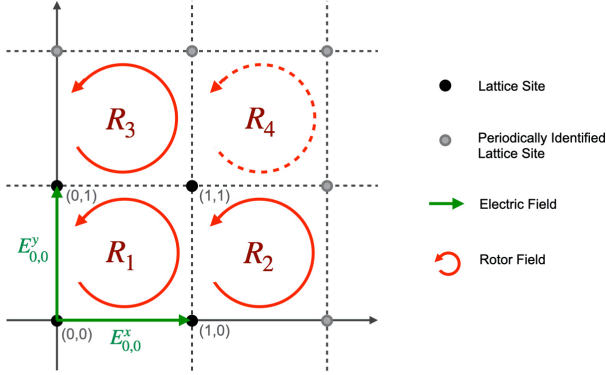 R₃
R₄
(0,1)
(1,1)
E^y_{0,0}
R₁
R₂
(0,0)
E^x_{0,0}
(1,0)
Lattice Site
Periodically Identified
Lattice Site
Electric Field
Rotor Field